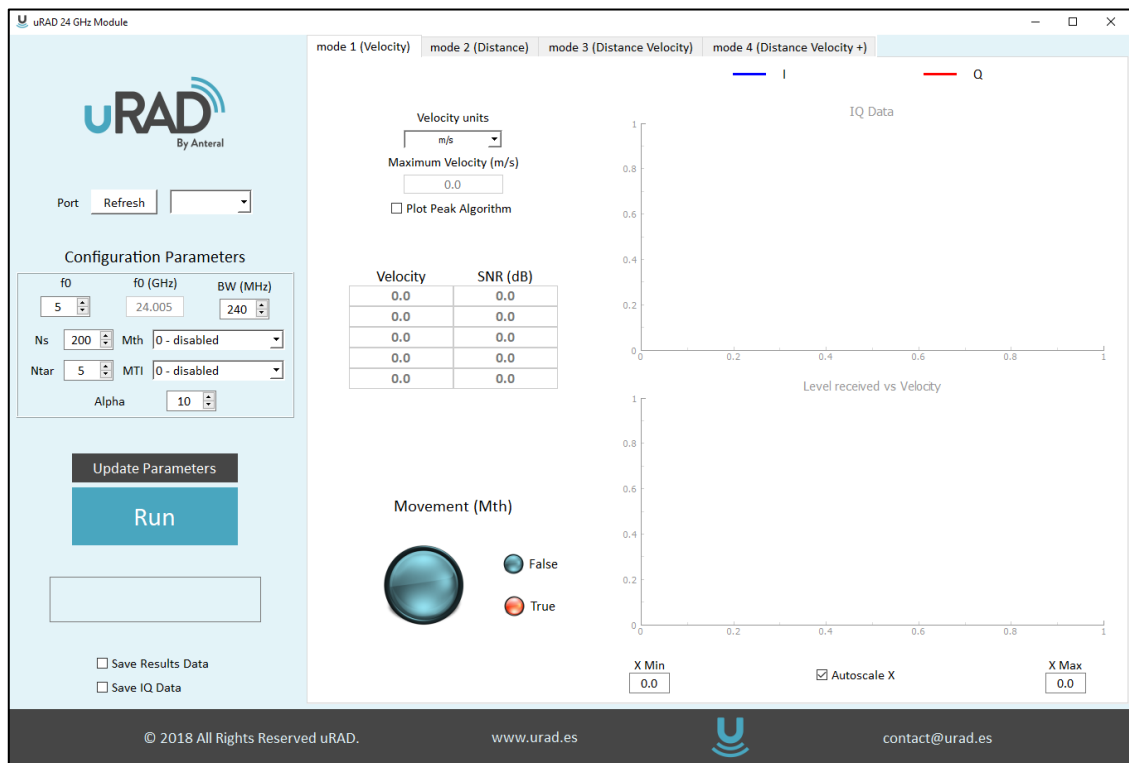 uRAD 24 GHz Module
mode 1 (Velocity) mode 2 (Distance) mode 3 (Distance Velocity) mode 4 (Distance Velocity +)
uRAD
By Anteral
Port Refresh
Configuration Parameters
f0 f0 (GHz) BW (MHz)
5 24.005 240
Ns 200 Mth 0 - disabled
Ntar 5 MTI 0 - disabled
Alpha 10
Update Parameters
Run
Save Results Data
Save IQ Data
Velocity units
m/s
Maximum Velocity (m/s)
0.0
Plot Peak Algorithm
Velocity SNR (dB)
0.0 0.0
0.0 0.0
0.0 0.0
0.0 0.0
0.0 0.0
Movement (Mth)
False
True
I Q
IQ Data
1
0.8
0.6
0.4
0.2
0
0 0.2 0.4 0.6 0.8 1
Level received vs Velocity
1
0.8
0.6
0.4
0.2
0
0 0.2 0.4 0.6 0.8 1
X Min Autoscale X X Max
0.0 0.0
© 2018 All Rights Reserved uRAD. www.urad.es contact@urad.es